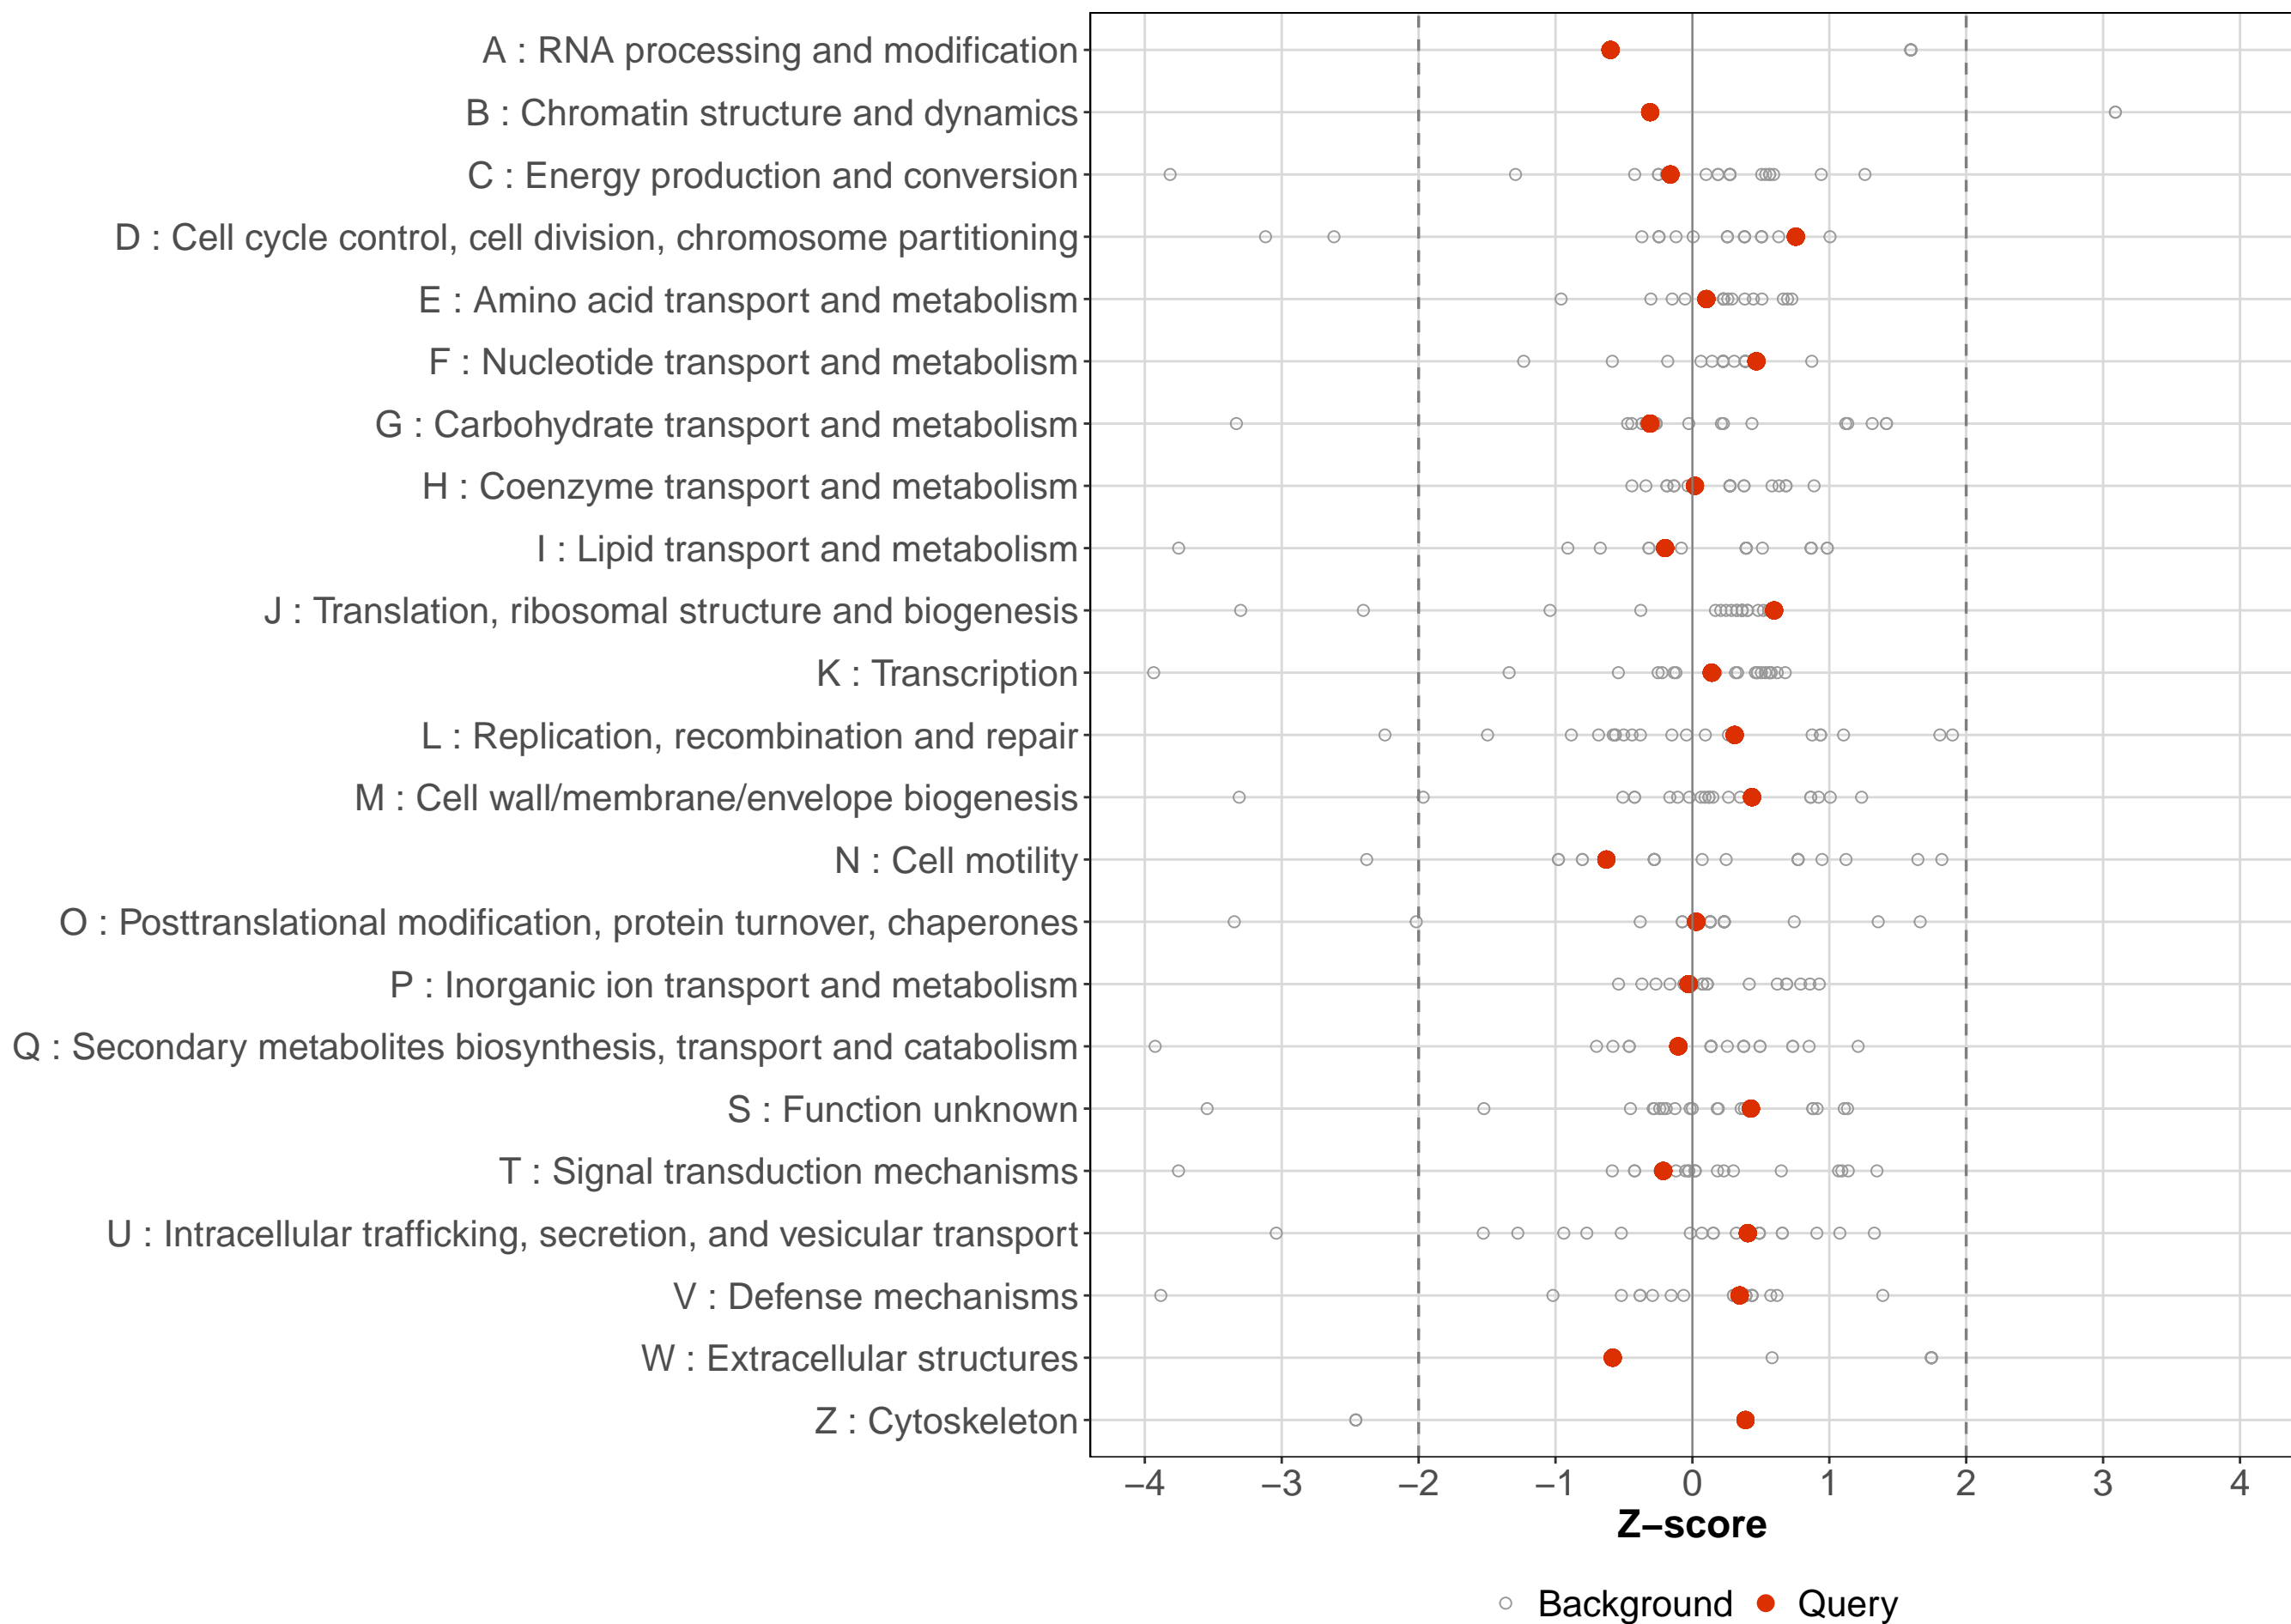 A : RNA processing and modification
B : Chromatin structure and dynamics
C : Energy production and conversion
D : Cell cycle control, cell division, chromosome partitioning
E : Amino acid transport and metabolism
F : Nucleotide transport and metabolism
G : Carbohydrate transport and metabolism
H : Coenzyme transport and metabolism
I : Lipid transport and metabolism
J : Translation, ribosomal structure and biogenesis
K : Transcription
L : Replication, recombination and repair
M : Cell wall/membrane/envelope biogenesis
N : Cell motility
O : Posttranslational modification, protein turnover, chaperones
P : Inorganic ion transport and metabolism
Q : Secondary metabolites biosynthesis, transport and catabolism
S : Function unknown
T : Signal transduction mechanisms
U : Intracellular trafficking, secretion, and vesicular transport
V : Defense mechanisms
W : Extracellular structures
Z : Cytoskeleton
−4 −3 −2 −1 0 1 2 3 4
Z−score
Background Query